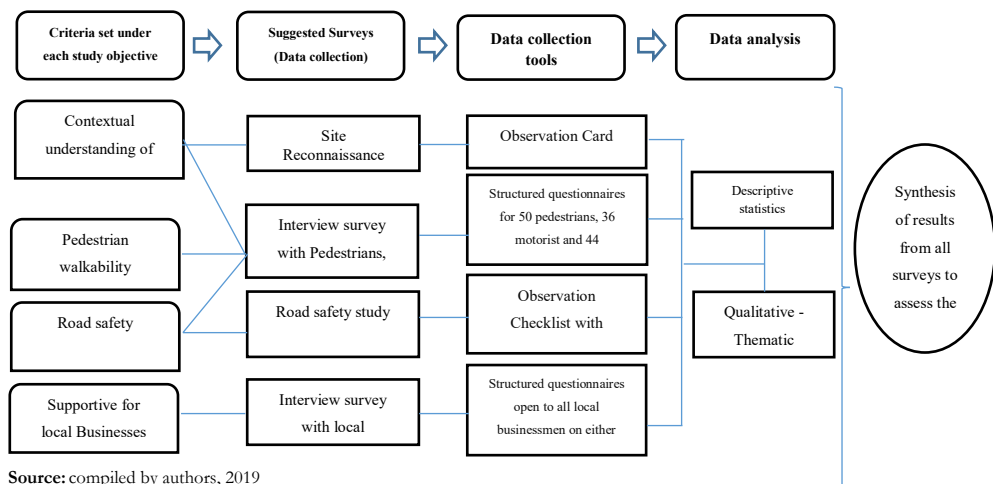 Criteria set under
each study objective
Suggested Surveys
(Data collection)
Data collection
tools
Data analysis
Contextual
understanding of
Site
Reconnaissance
Observation Card
Pedestrian
walkability
Interview survey
with Pedestrians,
Structured questionnaires
for 50 pedestrians, 36
motorist and 44
Descriptive
statistics
Road safety
Road safety study
Observation
Checklist with
Qualitative -
Thematic
Supportive for
local Businesses
Interview survey
with local
Structured questionnaires
open to all local
businessmen on either
Synthesis
of results
from all
surveys to
assess the
Source: compiled by authors, 2019